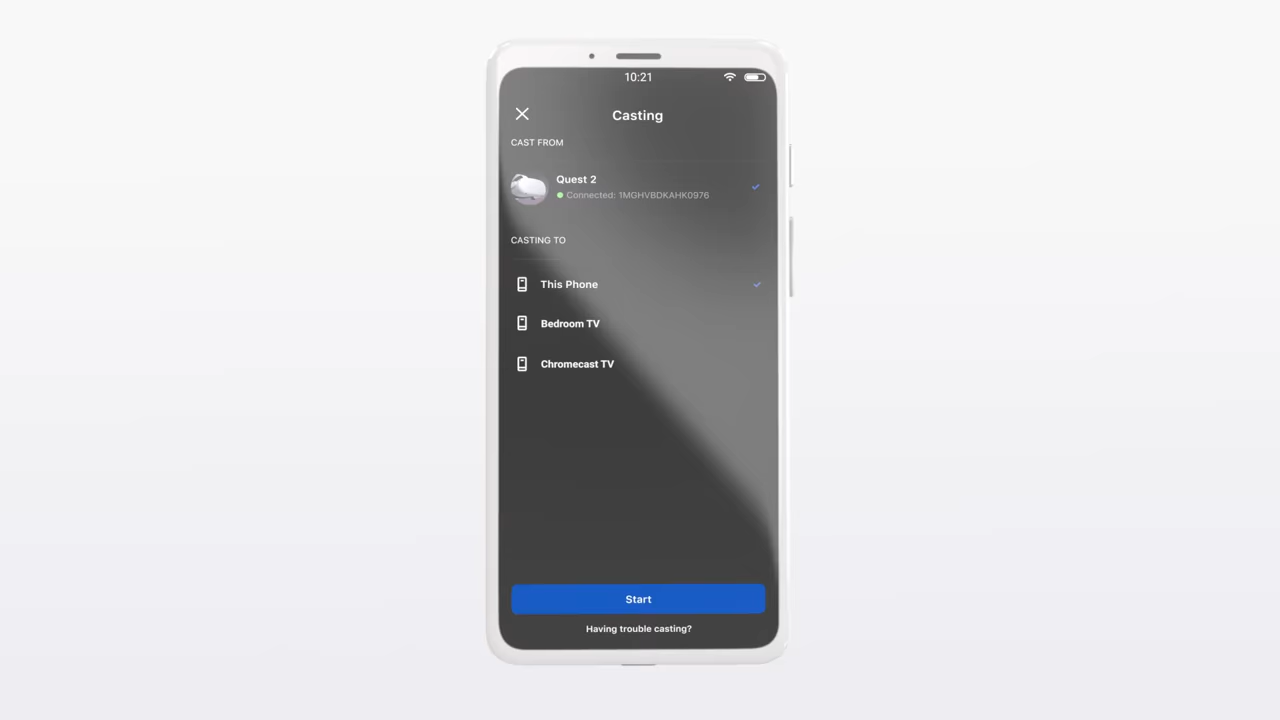 10:21
Casting
CAST FROM
Quest 2
Connected: 1MGHVBDKAHK0976
CASTING TO
This Phone
Bedroom TV
Chromecast TV
Start
Having trouble casting?